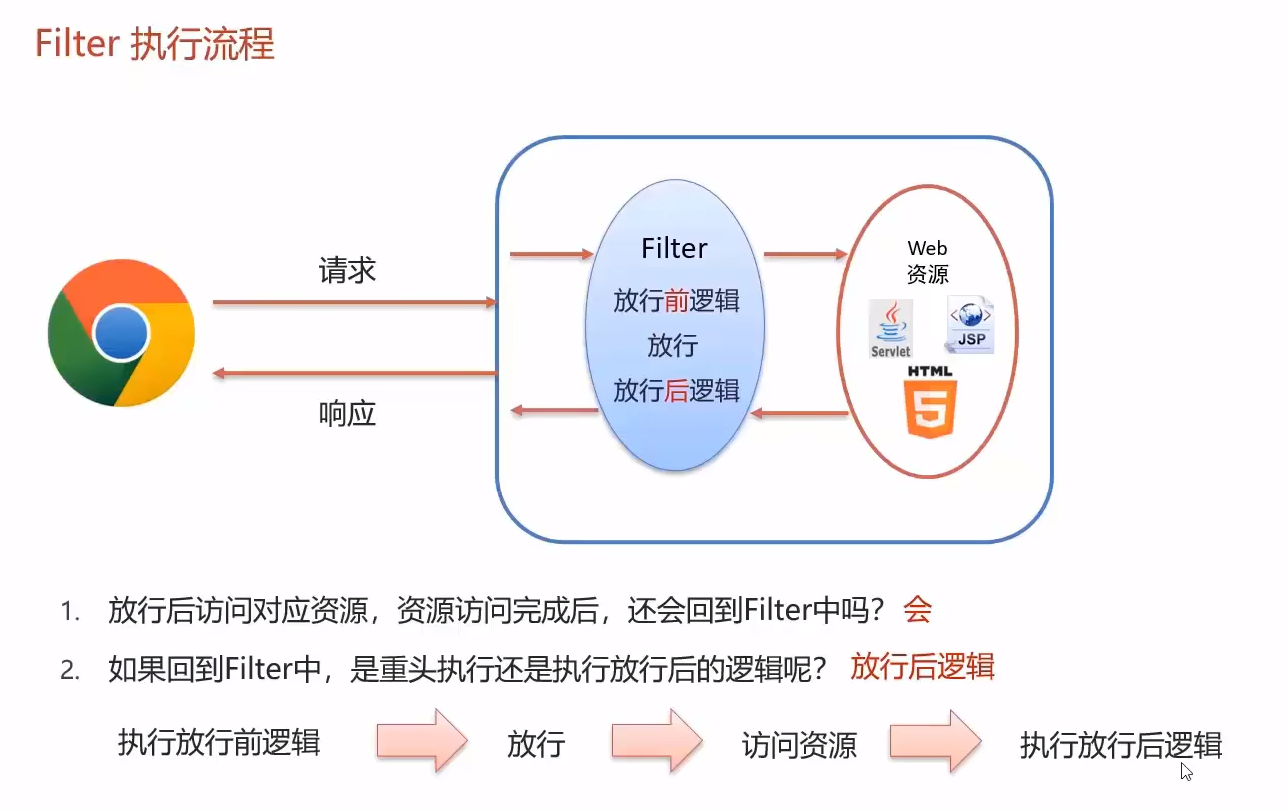 Filter 执行流程
请求
响应
Filter
放行前逻辑
放行
放行后逻辑
Web
资源
Servlet
JSP
HTML
5
1. 放行后访问对应资源，资源访问完成后，还会回到Filter中吗？ 会
2. 如果回到Filter中，是重头执行还是执行放行后的逻辑呢？ 放行后逻辑
执行放行前逻辑 放行 访问资源 执行放行后逻辑